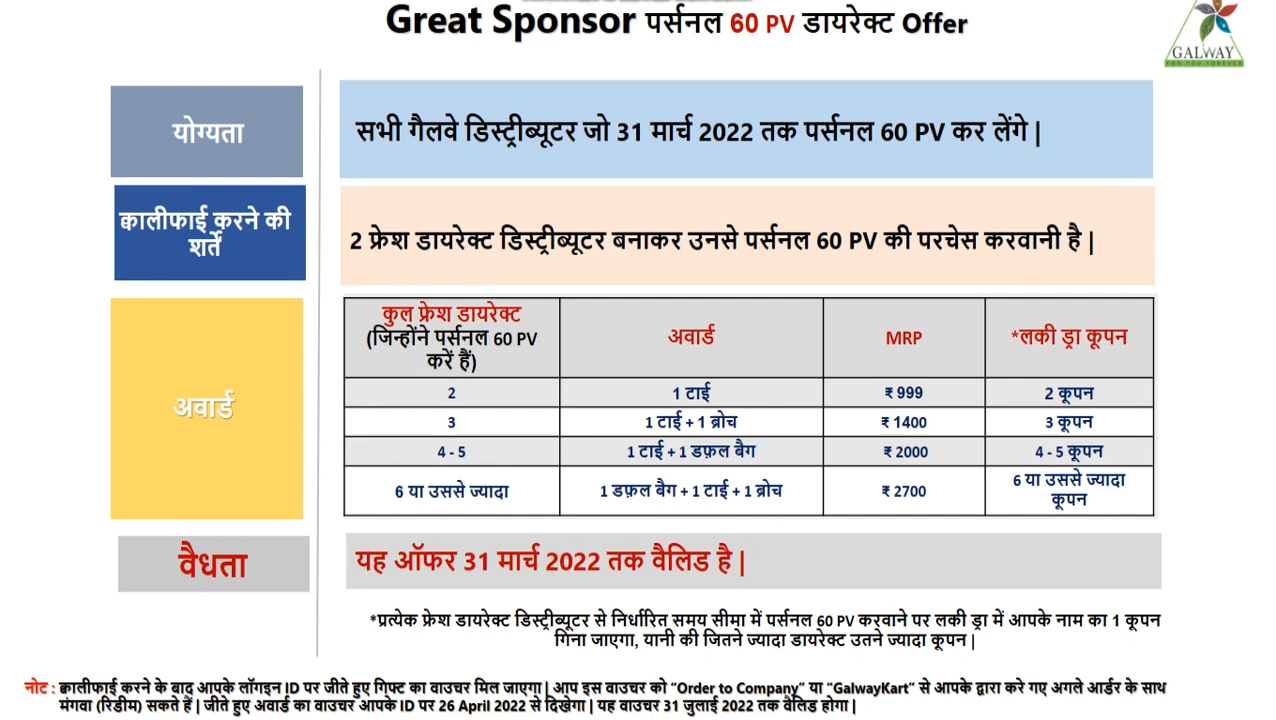 Great Sponsor पर्सनल 60 PV डायरेक्ट Offer
GALWAY
FOR YOU FOREVER
योग्यता
सभी गैलवे डिस्ट्रीब्यूटर जो 31 मार्च 2022 तक पर्सनल 60 PV कर लेंगे |
क्वालीफाई करने की
शर्ते
2 फ्रेश डायरेक्ट डिस्ट्रीब्यूटर बनाकर उनसे पर्सनल 60 PV की परचेस करवानी है |
अवार्ड
कुल फ्रेश डायरेक्ट
(जिन्होंने पर्सनल 60 PV
करें हैं)
अवार्ड
MRP
*लकी ड्रा कूपन
2
1 टाई
₹ 999
2 कूपन
3
1 टाई + 1 ब्रोच
₹ 1400
3 कूपन
4 - 5
1 टाई + 1 डफ़ल बैग
₹ 2000
4 - 5 कूपन
6 या उससे ज्यादा
1 डफ़ल बैग + 1 टाई + 1 ब्रोच
₹ 2700
6 या उससे ज्यादा
कूपन
वैधता
यह ऑफर 31 मार्च 2022 तक वैलिड है |
*प्रत्येक फ्रेश डायरेक्ट डिस्ट्रीब्यूटर से निर्धारित समय सीमा में पर्सनल 60 PV करवाने पर लकी ड्रा में आपके नाम का 1 कूपन
गिना जाएगा, यानी की जितने ज्यादा डायरेक्ट उतने ज्यादा कूपन |
नोट : क्वालीफाई करने के बाद आपके लॉगइन ID पर जीते हुए गिफ्ट का वाउचर मिल जाएगा | आप इस वाउचर को “Order to Company” या “GalwayKart” से आपके द्वारा करे गए अगले आर्डर के साथ
मंगवा (रिडीम) सकते हैं | जीते हुए अवार्ड का वाउचर आपके ID पर 26 April 2022 से दिखेगा | यह वाउचर 31 जुलाई 2022 तक वैलिड होगा |